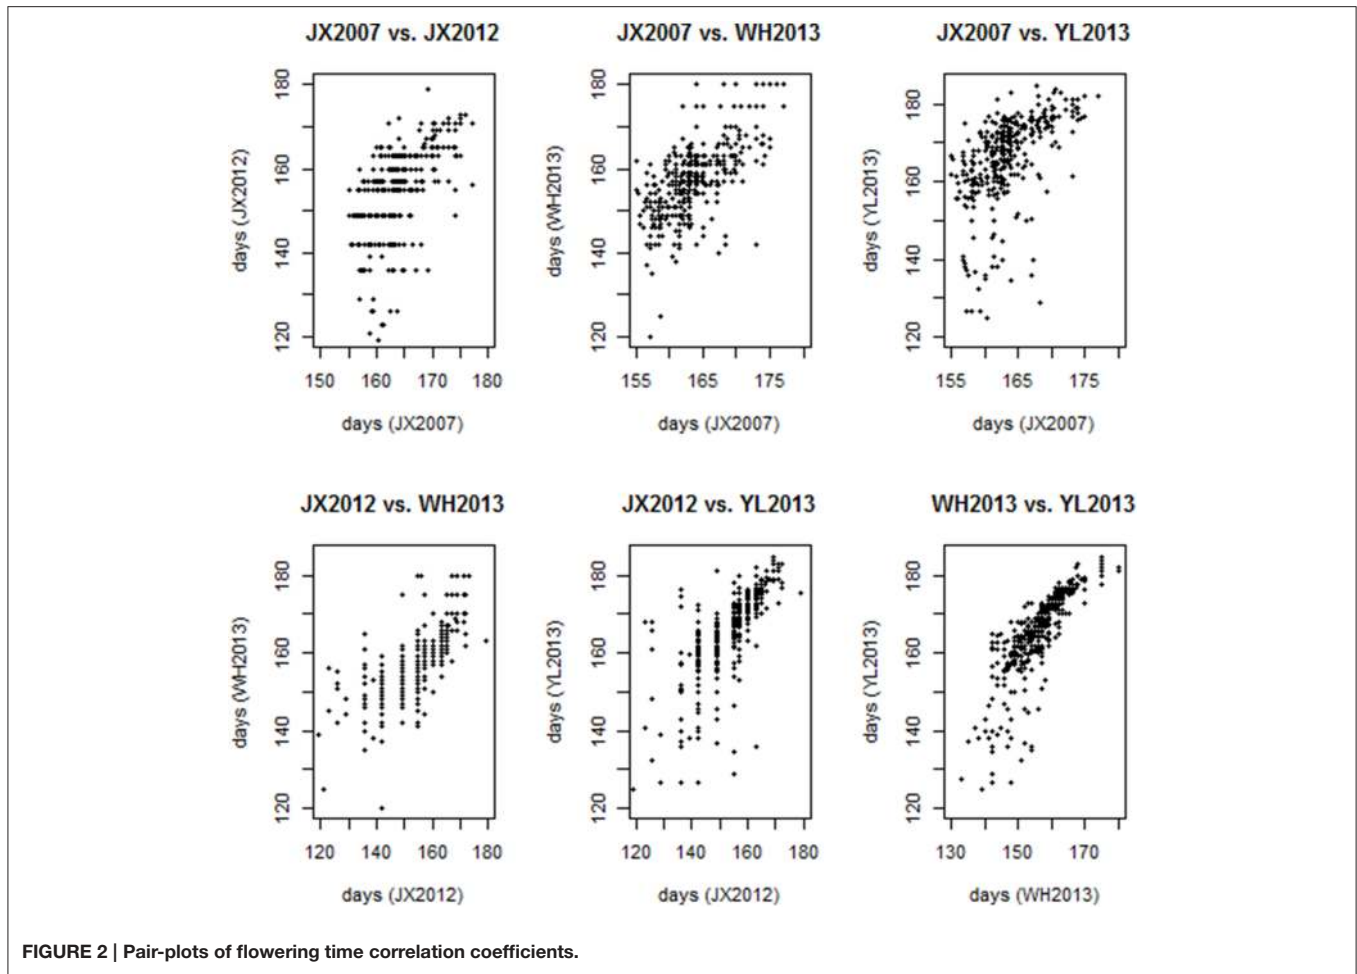 JX2007 vs. JX2012
JX2007 vs. WH2013
JX2007 vs. YL2013
days (JX2012)
120 140 160 180
150 160 170 180
days (JX2007)
days (WH2013)
120 140 160 180
155 165 175
days (JX2007)
days (YL2013)
120 140 160 180
155 165 175
days (JX2007)
JX2012 vs. WH2013
JX2012 vs. YL2013
WH2013 vs. YL2013
days (WH2013)
120 140 160 180
120 140 160 180
days (JX2012)
days (YL2013)
120 140 160 180
120 140 160 180
days (JX2012)
days (YL2013)
120 140 160 180
130 150 170
days (WH2013)
FIGURE 2 | Pair-plots of flowering time correlation coefficients.